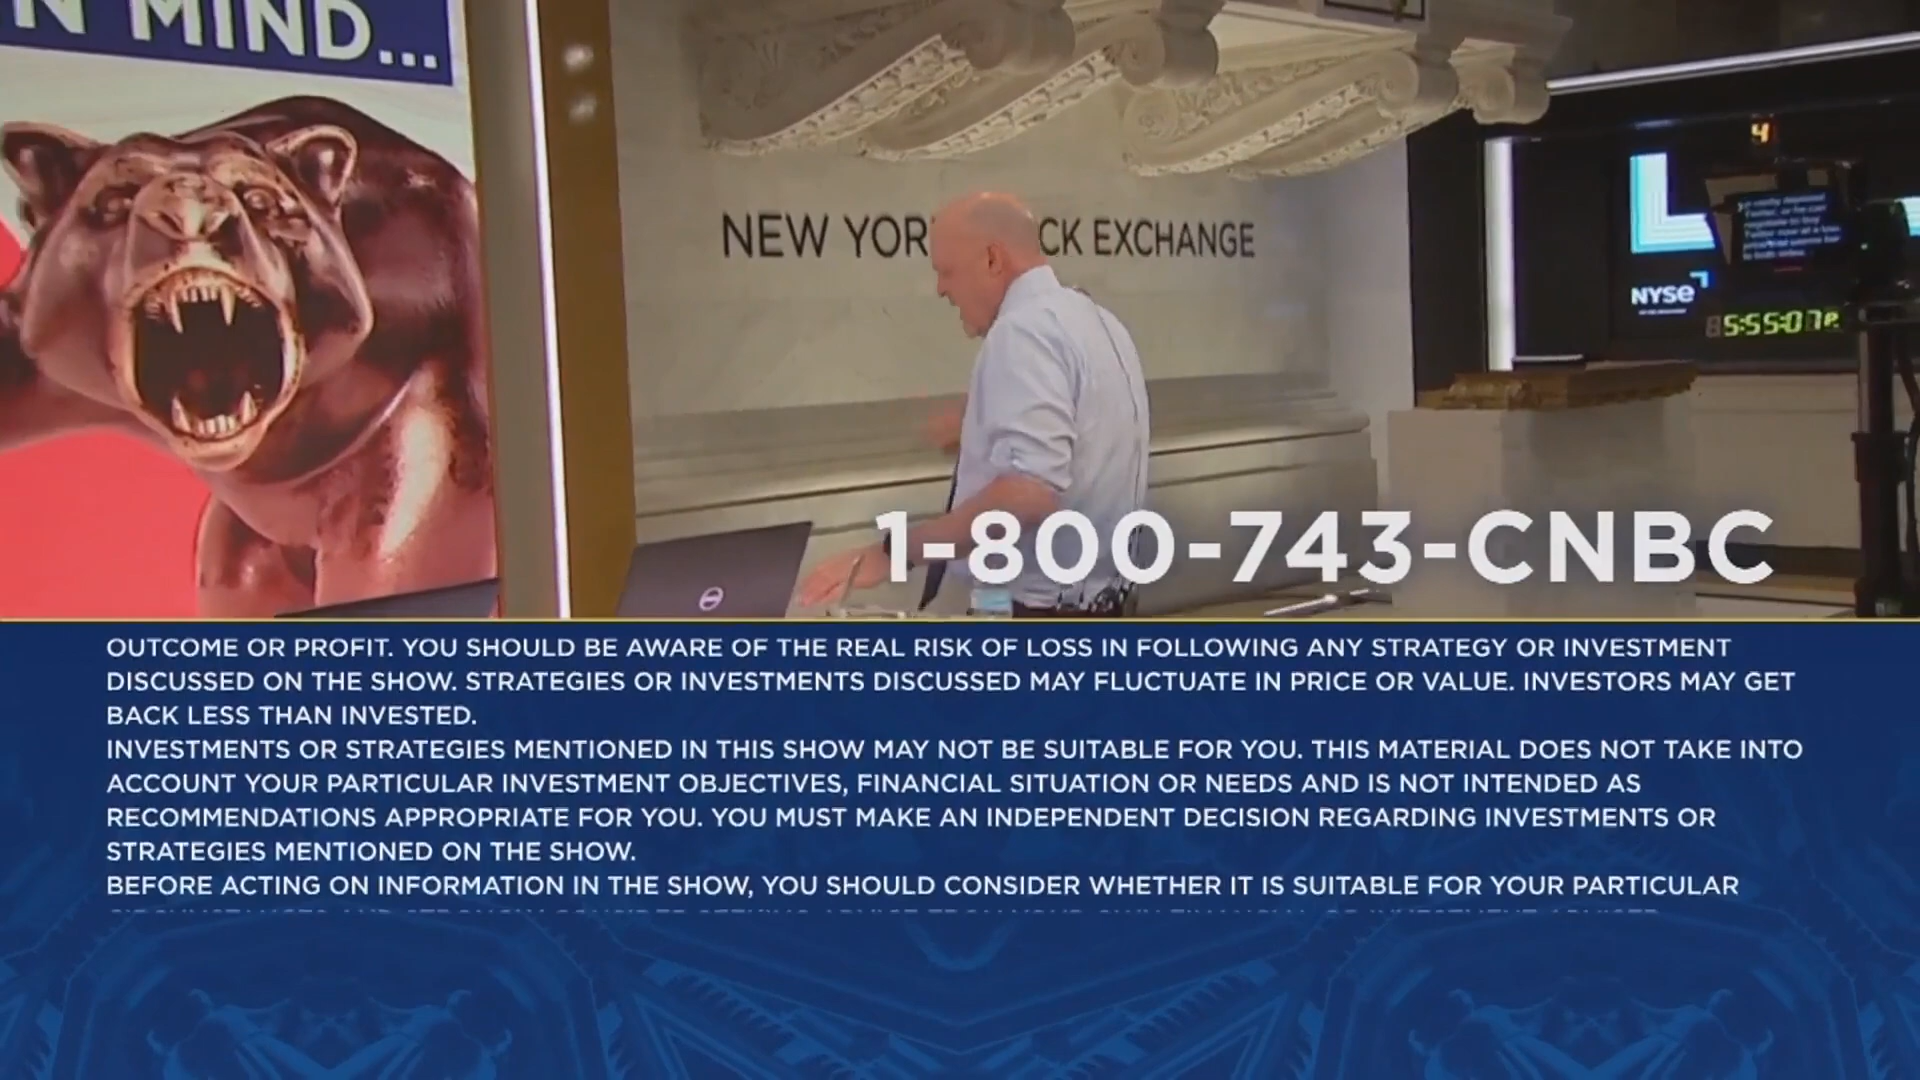 N MIND...
NEW YOR CK EXCHANGE
4
NYSE
5:55:07P
1-800-743-CNBC
OUTCOME OR PROFIT. YOU SHOULD BE AWARE OF THE REAL RISK OF LOSS IN FOLLOWING ANY STRATEGY OR INVESTMENT
DISCUSSED ON THE SHOW. STRATEGIES OR INVESTMENTS DISCUSSED MAY FLUCTUATE IN PRICE OR VALUE. INVESTORS MAY GET
BACK LESS THAN INVESTED.
INVESTMENTS OR STRATEGIES MENTIONED IN THIS SHOW MAY NOT BE SUITABLE FOR YOU. THIS MATERIAL DOES NOT TAKE INTO
ACCOUNT YOUR PARTICULAR INVESTMENT OBJECTIVES, FINANCIAL SITUATION OR NEEDS AND IS NOT INTENDED AS
RECOMMENDATIONS APPROPRIATE FOR YOU. YOU MUST MAKE AN INDEPENDENT DECISION REGARDING INVESTMENTS OR
STRATEGIES MENTIONED ON THE SHOW.
BEFORE ACTING ON INFORMATION IN THE SHOW, YOU SHOULD CONSIDER WHETHER IT IS SUITABLE FOR YOUR PARTICULAR